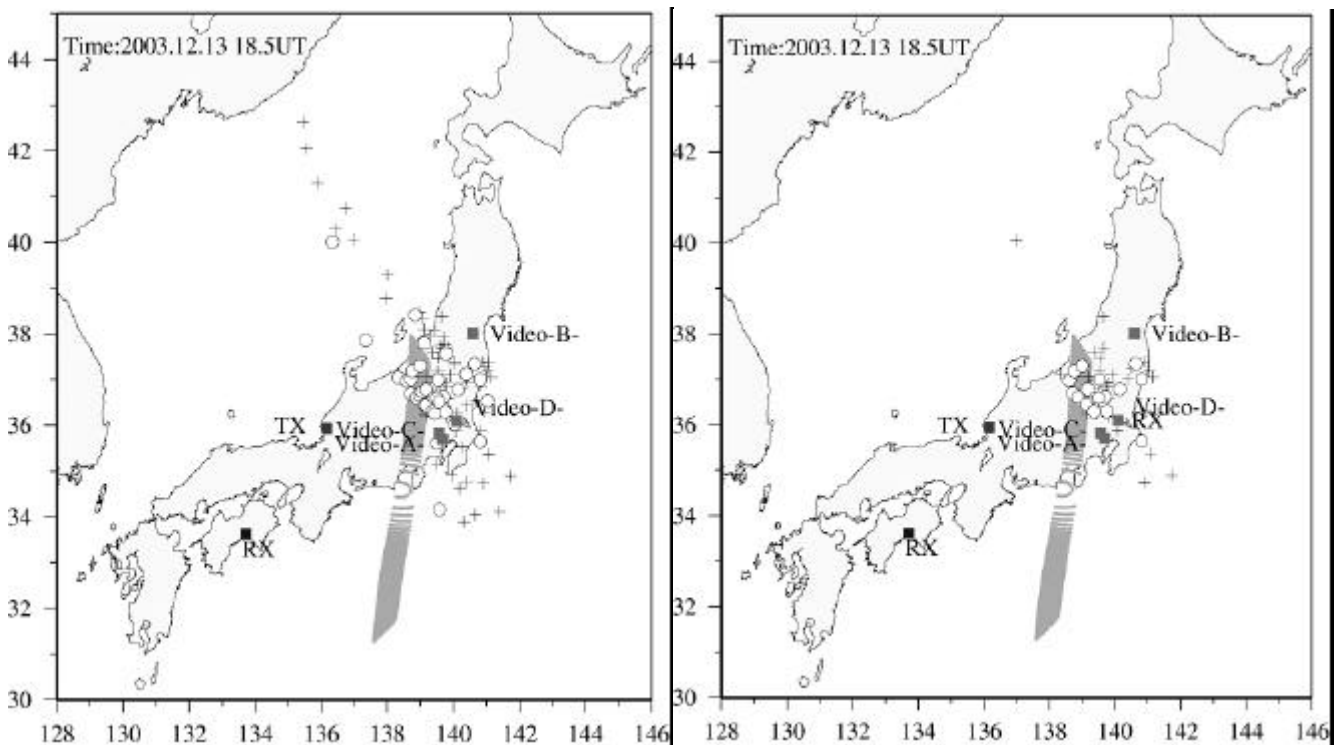 Time:2003.12.13 18.5UT
44
42
40
38
36
34
32
30
128 130 132 134 136 138 140 142 144 146
Video-B-
Video-D-
TX
Video-C-
Video-A-
RX
Time:2003.12.13 18.5UT
44
42
40
38
36
34
32
30
128 130 132 134 136 138 140 142 144 146
Video-B-
Video-D-
RX
TX
Video-C-
Video-A-
RX